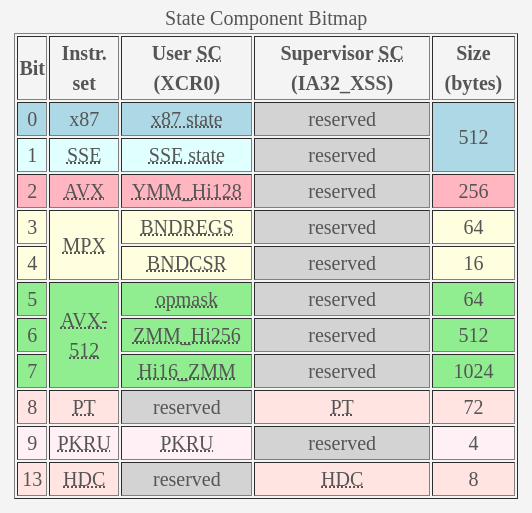 State Component Bitmap
Bit Instr. set User SC (XCR0) Supervisor SC (IA32_XSS) Size (bytes)
0 x87 x87 state reserved 512
1 SSE SSE state reserved
2 AVX YMM_Hi128 reserved 256
3 MPX BNDREGS reserved 64
4 BNDCSR reserved 16
5 AVX-512 opmask reserved 64
6 ZMM_Hi256 reserved 512
7 Hi16_ZMM reserved 1024
8 PT reserved PT 72
9 PKRU PKRU reserved 4
13 HDC reserved HDC 8